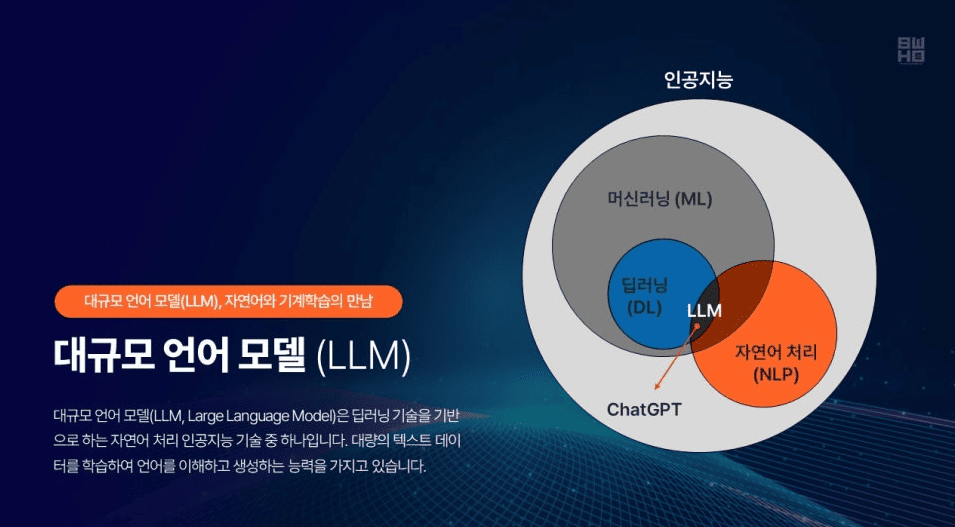 SW
HB
인공지능
머신러닝 (ML)
딥러닝
(DL)
LLM
자연어 처리
(NLP)
ChatGPT
대규모 언어 모델(LLM), 자연어와 기계학습의 만남
대규모 언어 모델 (LLM)
대규모 언어 모델(LLM, Large Language Model)은 딥러닝 기술을 기반
으로 하는 자연어 처리 인공지능 기술 중 하나입니다. 대량의 텍스트 데이
터를 학습하여 언어를 이해하고 생성하는 능력을 가지고 있습니다.